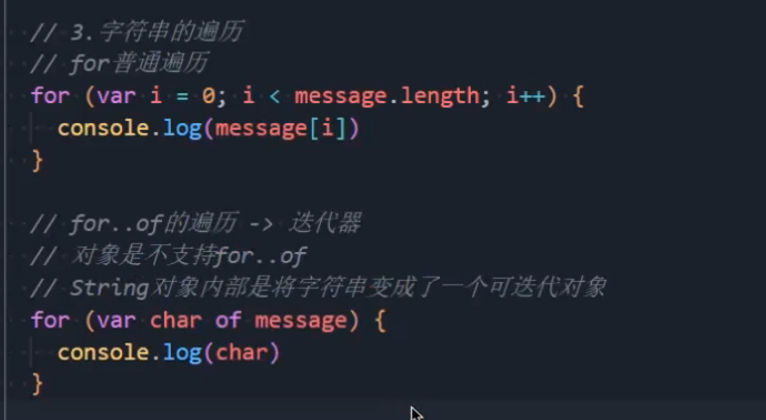 // 3.字符串的遍历
// for普通遍历
for (var i = 0; i < message.length; i++) {
console.log(message[i])
}
// for..of的遍历 -> 迭代器
// 对象是不支持for..of
// String对象内部是将字符串变成了一个可迭代对象
for (var char of message) {
console.log(char)
}